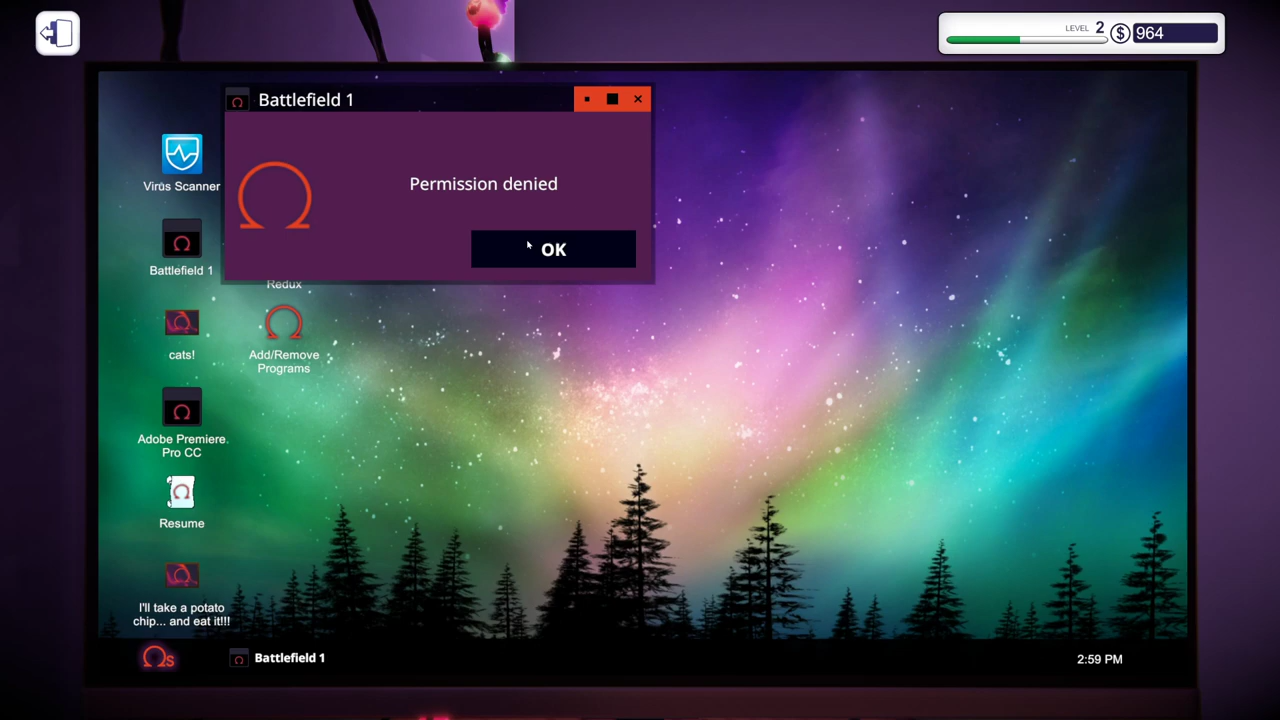 LEVEL 2
$ 964
Battlefield 1
Permission denied
OK
Virus Scanner
Battlefield 1
Redux
cats!
Add/Remove
Programs
Adobe Premiere
Pro CC
Resume
I'll take a potato
chip... and eat it!!!
Ωs
Battlefield 1
2:59 PM